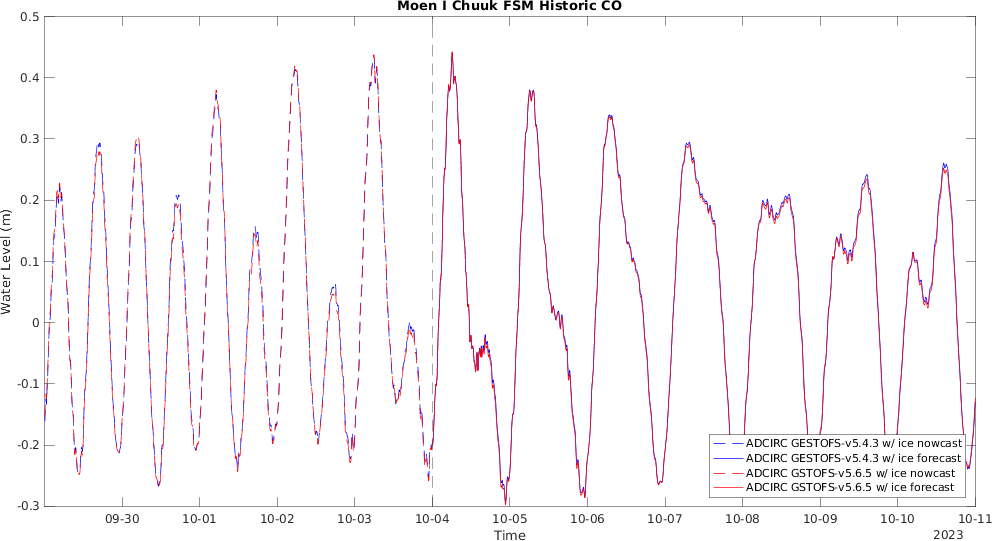 Moen I Chuuk FSM Historic CO
0.5
0.4
0.3
0.2
0.1
0
-0.1
-0.2
-0.3
Water Level (m)
ADCIRC GESTOFS-v5.4.3 w/ ice nowcast
ADCIRC GESTOFS-v5.4.3 w/ ice forecast
ADCIRC GSTOFS-v5.6.5 w/ ice nowcast
ADCIRC GSTOFS-v5.6.5 w/ ice forecast
09-30 10-01 10-02 10-03 10-04 10-05 10-06 10-07 10-08 10-09 10-10 10-11
Time
2023